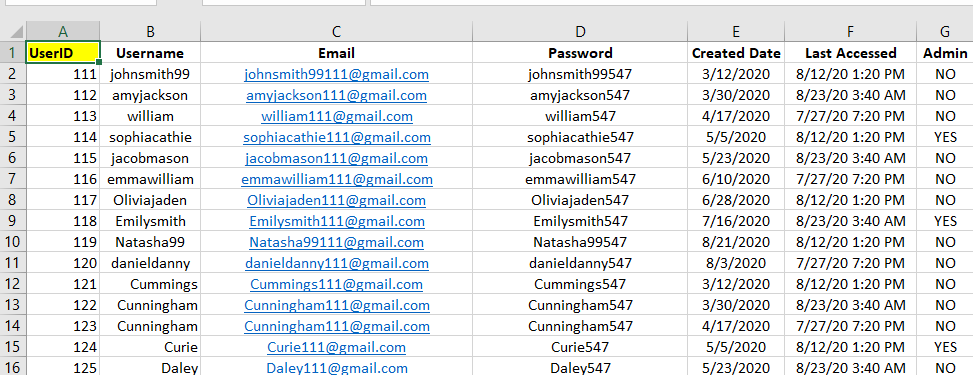 A B C D E F G
1 UserID Username Email Password Created Date Last Accessed Admin
2 111 johnsmith99 johnsmith99111@gmail.com johnsmith99547 3/12/2020 8/12/20 1:20 PM NO
3 112 amyjackson amyjackson111@gmail.com amyjackson547 3/30/2020 8/23/20 3:40 AM NO
4 113 william william111@gmail.com william547 4/17/2020 7/27/20 7:20 PM NO
5 114 sophiacathie sophiacathie111@gmail.com sophiacathie547 5/5/2020 8/12/20 1:20 PM YES
6 115 jacobmason jacobmason111@gmail.com jacobmason547 5/23/2020 8/23/20 3:40 AM NO
7 116 emmawilliam emmawilliam111@gmail.com emmawilliam547 6/10/2020 7/27/20 7:20 PM NO
8 117 Oliviajaden Oliviajaden111@gmail.com Oliviajaden547 6/28/2020 8/12/20 1:20 PM NO
9 118 Emilysmith Emilysmith111@gmail.com Emilysmith547 7/16/2020 8/23/20 3:40 AM YES
10 119 Natasha99 Natasha99111@gmail.com Natasha99547 8/21/2020 8/12/20 1:20 PM NO
11 120 danieldanny danieldanny111@gmail.com danieldanny547 8/3/2020 7/27/20 7:20 PM NO
12 121 Cummings Cummings111@gmail.com Cummings547 3/12/2020 8/12/20 1:20 PM NO
13 122 Cunningham Cunningham111@gmail.com Cunningham547 3/30/2020 8/23/20 3:40 AM NO
14 123 Cunningham Cunningham111@gmail.com Cunningham547 4/17/2020 7/27/20 7:20 PM NO
15 124 Curie Curie111@gmail.com Curie547 5/5/2020 8/12/20 1:20 PM YES
16 125 Daley Daley111@gmail.com Daley547 5/23/2020 8/23/20 3:40 AM NO